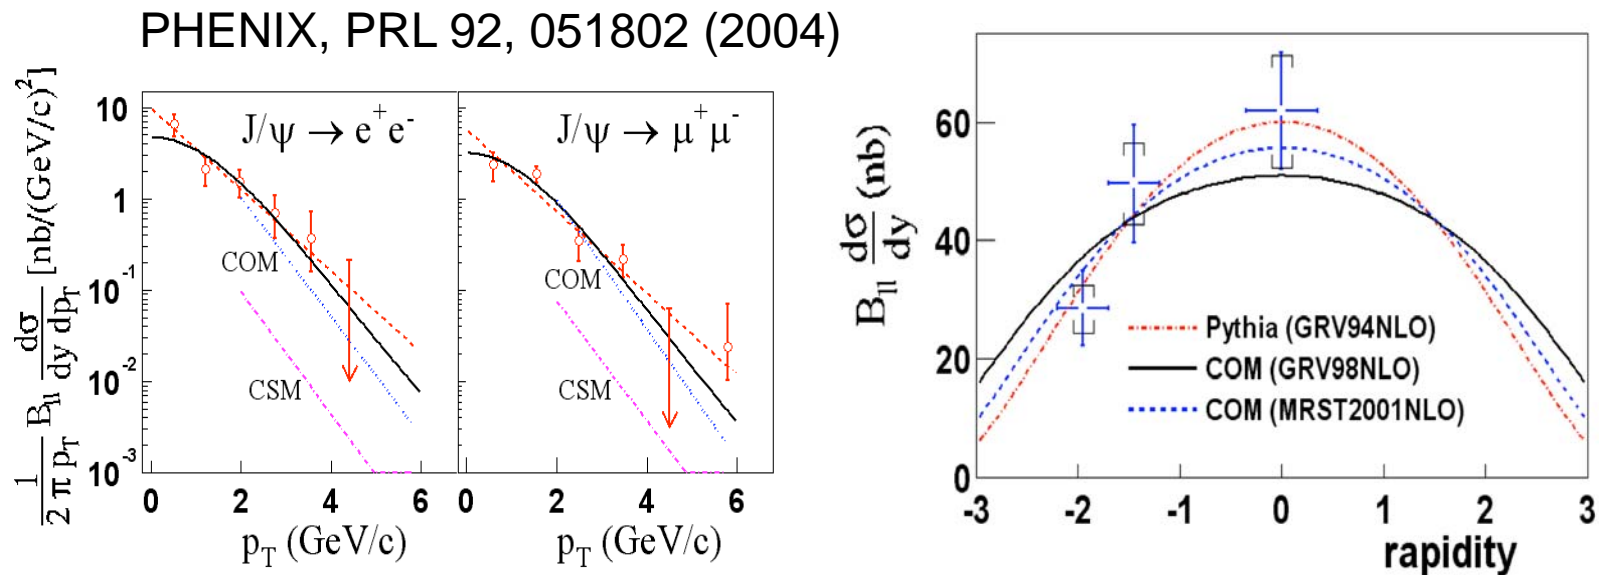 PHENIX, PRL 92, 051802 (2004)
1/(2 π p_T) B_ll dσ/(dy dp_T) [nb/(GeV/c)^2]
10
1
10^-1
10^-2
10^-3
J/ψ → e^+e^-
COM
CSM
0 2 4 6
p_T (GeV/c)
J/ψ → μ^+μ^-
COM
CSM
0 2 4 6
p_T (GeV/c)
B_ll dσ/dy (nb)
60
40
20
0
Pythia (GRV94NLO)
COM (GRV98NLO)
COM (MRST2001NLO)
-3 -2 -1 0 1 2 3
rapidity